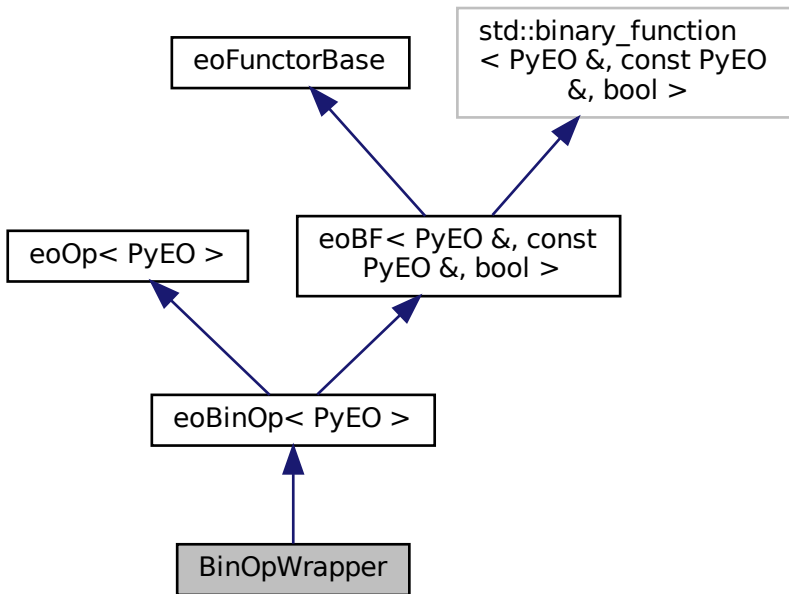 std::binary_function
< PyEO &, const PyEO
&, bool >
eoFunctorBase
eoBF< PyEO &, const
PyEO &, bool >
eoOp< PyEO >
eoBinOp< PyEO >
BinOpWrapper